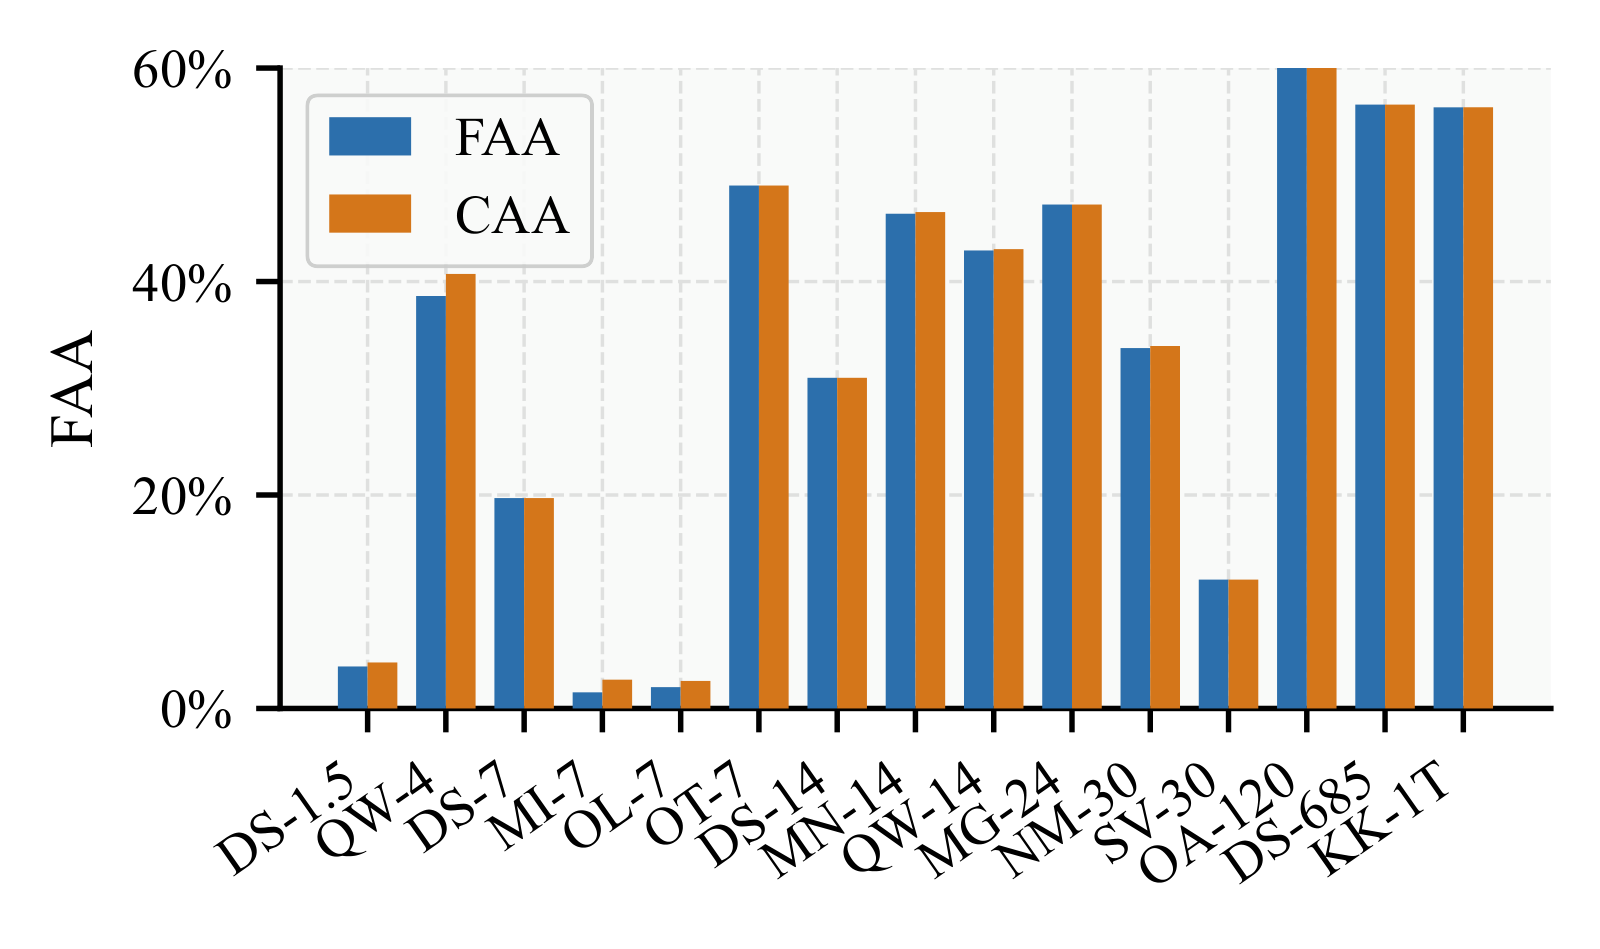 60%
40%
20%
0%
FAA
FAA
CAA
DS-1.5
QW-4
DS-7
MI-7
OL-7
OT-7
DS-14
MN-14
QW-14
MG-24
NM-30
SV-30
OA-120
DS-685
KK-1T